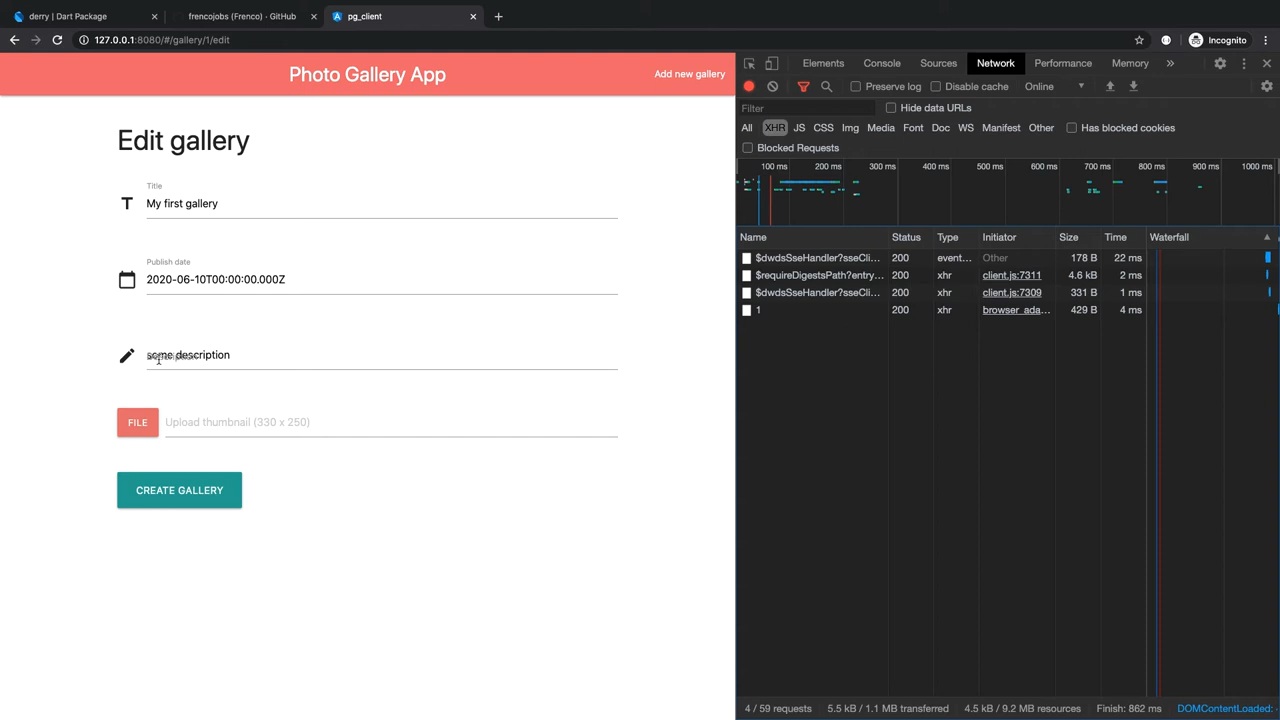 derry | Dart Package
frencojobs (Frenco) · GitHub
pg_client
127.0.0.1:8080/#/gallery/1/edit
Incognito
Photo Gallery App
Add new gallery
Edit gallery
Title
My first gallery
Publish date
2020-06-10T00:00:00.000Z
some description
FILE
Upload thumbnail (330 x 250)
CREATE GALLERY
Elements
Console
Sources
Network
Performance
Memory
Preserve log
Disable cache
Online
Filter
Hide data URLs
All XHR JS CSS Img Media Font Doc WS Manifest Other Has blocked cookies
Blocked Requests
100 ms 200 ms 300 ms 400 ms 500 ms 600 ms 700 ms 800 ms 900 ms 1000 ms
Name Status Type Initiator Size Time Waterfall
$dwdsSseHandler?sseCli... 200 event... Other 178 B 22 ms
$requireDigestsPath?entry... 200 xhr client.js:7311 4.6 kB 2 ms
$dwdsSseHandler?sseCli... 200 xhr client.js:7309 331 B 1 ms
1 200 xhr browser_ada... 429 B 4 ms
4 / 59 requests 5.5 kB / 1.1 MB transferred 4.5 kB / 9.2 MB resources Finish: 862 ms DOMContentLoaded: